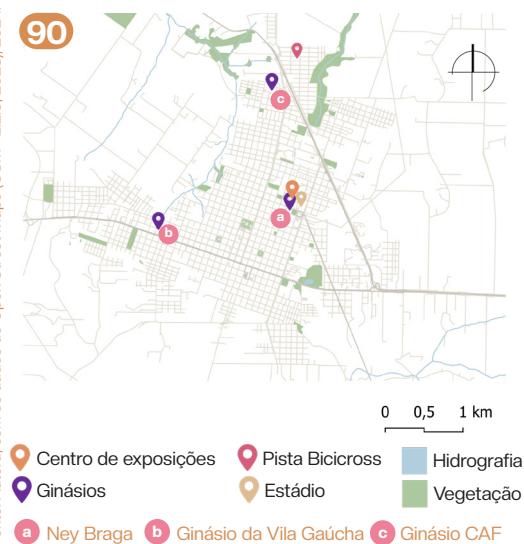 90
c
a
b
0 0,5 1 km
Centro de exposições
Pista Bicicross
Hidrografia
Ginásios
Estádio
Vegetação
a Ney Braga
b Ginásio da Vila Gaúcha
c Ginásio CAF